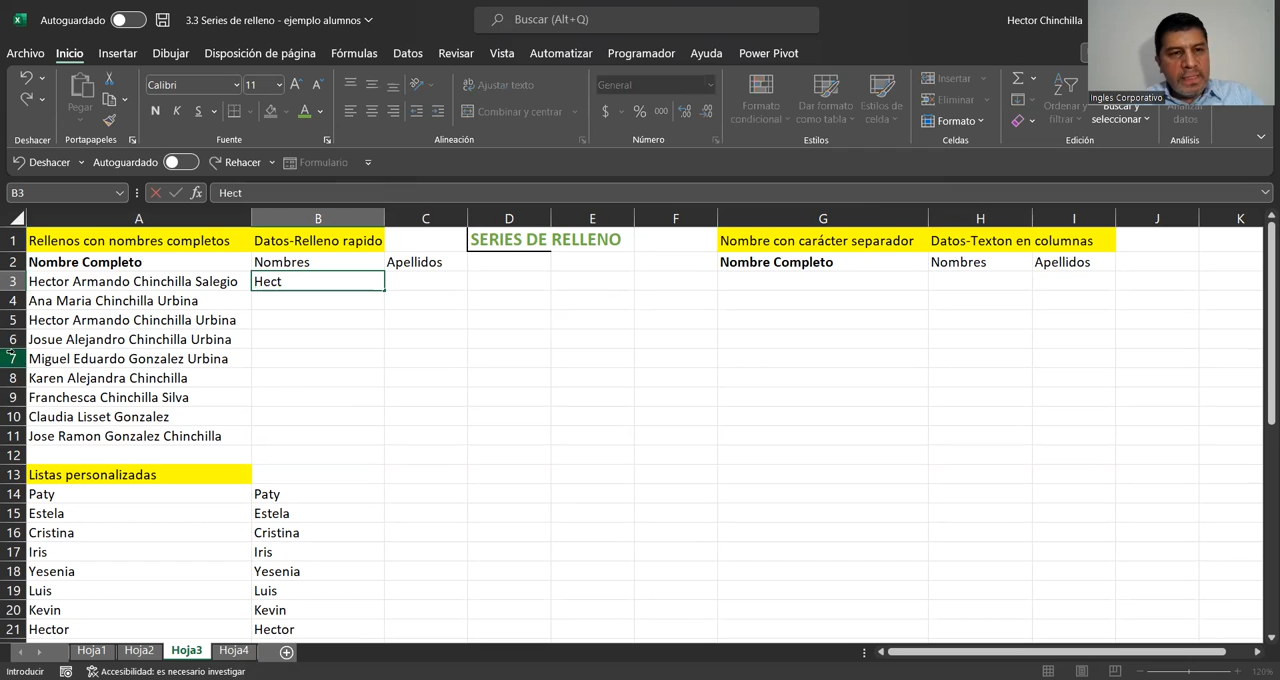 Autoguardado
3.3 Series de relleno - ejemplo alumnos
Buscar (Alt+Q)
Hector Chinchilla
Archivo Inicio Insertar Dibujar Disposición de página Fórmulas Datos Revisar Vista Automatizar Programador Ayuda Power Pivot
Ingles Corporativo
Pegar
Calibri 11
N K S
Ajustar texto
Combinar y centrar
General
$ % 000
Formato condicional
Dar formato como tabla
Estilos de celda
Insertar
Eliminar
Formato
Ordenar y filtrar
Buscar y seleccionar
Analizar datos
Deshacer Portapapeles Fuente Alineación Número Estilos Celdas Edición Análisis
Deshacer Autoguardado Rehacer Formulario
B3 fx Hect
A B C D E F G H I J K
1 Rellenos con nombres completos Datos-Relleno rapido SERIES DE RELLENO Nombre con carácter separador Datos-Texton en columnas
2 Nombre Completo Nombres Apellidos Nombre Completo Nombres Apellidos
3 Hector Armando Chinchilla Salegio Hect
4 Ana Maria Chinchilla Urbina
5 Hector Armando Chinchilla Urbina
6 Josue Alejandro Chinchilla Urbina
7 Miguel Eduardo Gonzalez Urbina
8 Karen Alejandra Chinchilla
9 Franchesca Chinchilla Silva
10 Claudia Lisset Gonzalez
11 Jose Ramon Gonzalez Chinchilla
12
13 Listas personalizadas
14 Paty Paty
15 Estela Estela
16 Cristina Cristina
17 Iris Iris
18 Yesenia Yesenia
19 Luis Luis
20 Kevin Kevin
21 Hector Hector
Hoja1 Hoja2 Hoja3 Hoja4
Introducir Accesibilidad: es necesario investigar 120%